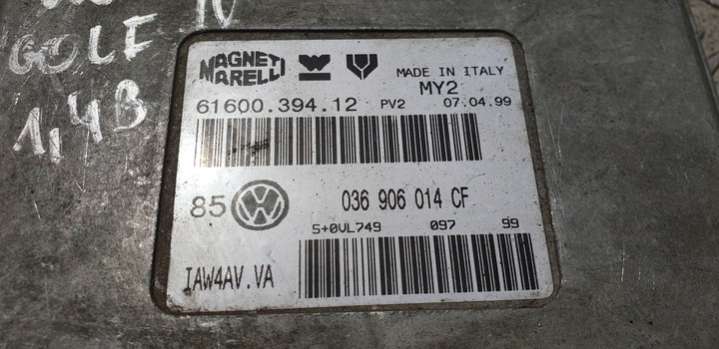 IV
GOLF
1,4B
MAGNETI
MARELLI
MADE IN ITALY
MY2
61600.394.12 PV2 07.04.99
85 036 906 014 CF
S+0VL749 097 99
IAW4AV.VA